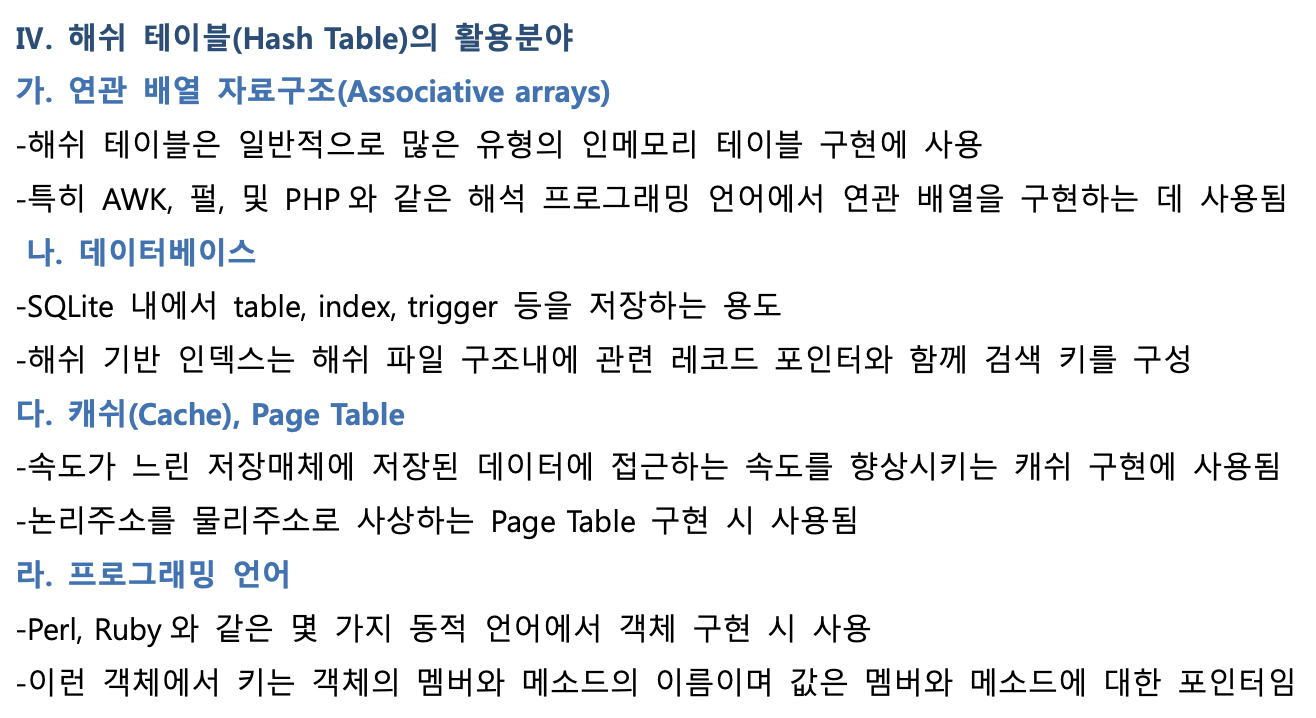 Ⅳ. 해쉬 테이블(Hash Table)의 활용분야
가. 연관 배열 자료구조(Associative arrays)
-해쉬 테이블은 일반적으로 많은 유형의 인메모리 테이블 구현에 사용
-특히 AWK, 펄, 및 PHP와 같은 해석 프로그래밍 언어에서 연관 배열을 구현하는 데 사용됨
나. 데이터베이스
-SQLite 내에서 table, index, trigger 등을 저장하는 용도
-해쉬 기반 인덱스는 해쉬 파일 구조내에 관련 레코드 포인터와 함께 검색 키를 구성
다. 캐쉬(Cache), Page Table
-속도가 느린 저장매체에 저장된 데이터에 접근하는 속도를 향상시키는 캐쉬 구현에 사용됨
-논리주소를 물리주소로 사상하는 Page Table 구현 시 사용됨
라. 프로그래밍 언어
-Perl, Ruby와 같은 몇 가지 동적 언어에서 객체 구현 시 사용
-이런 객체에서 키는 객체의 멤버와 메소드의 이름이며 값은 멤버와 메소드에 대한 포인터임